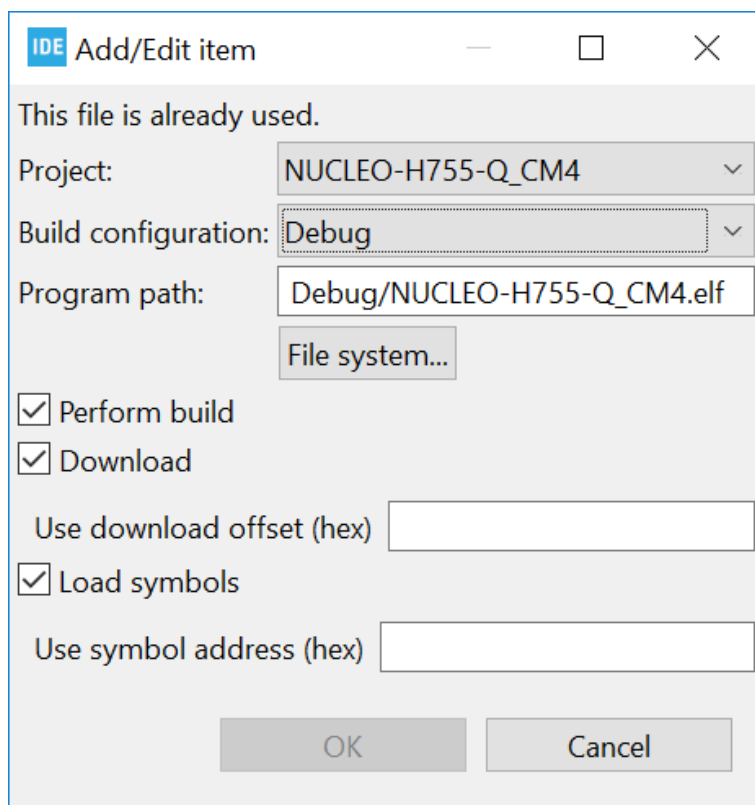 IDE Add/Edit item
This file is already used.
Project: NUCLEO-H755-Q_CM4
Build configuration: Debug
Program path: Debug/NUCLEO-H755-Q_CM4.elf
File system...
Perform build
Download
Use download offset (hex)
Load symbols
Use symbol address (hex)
OK Cancel